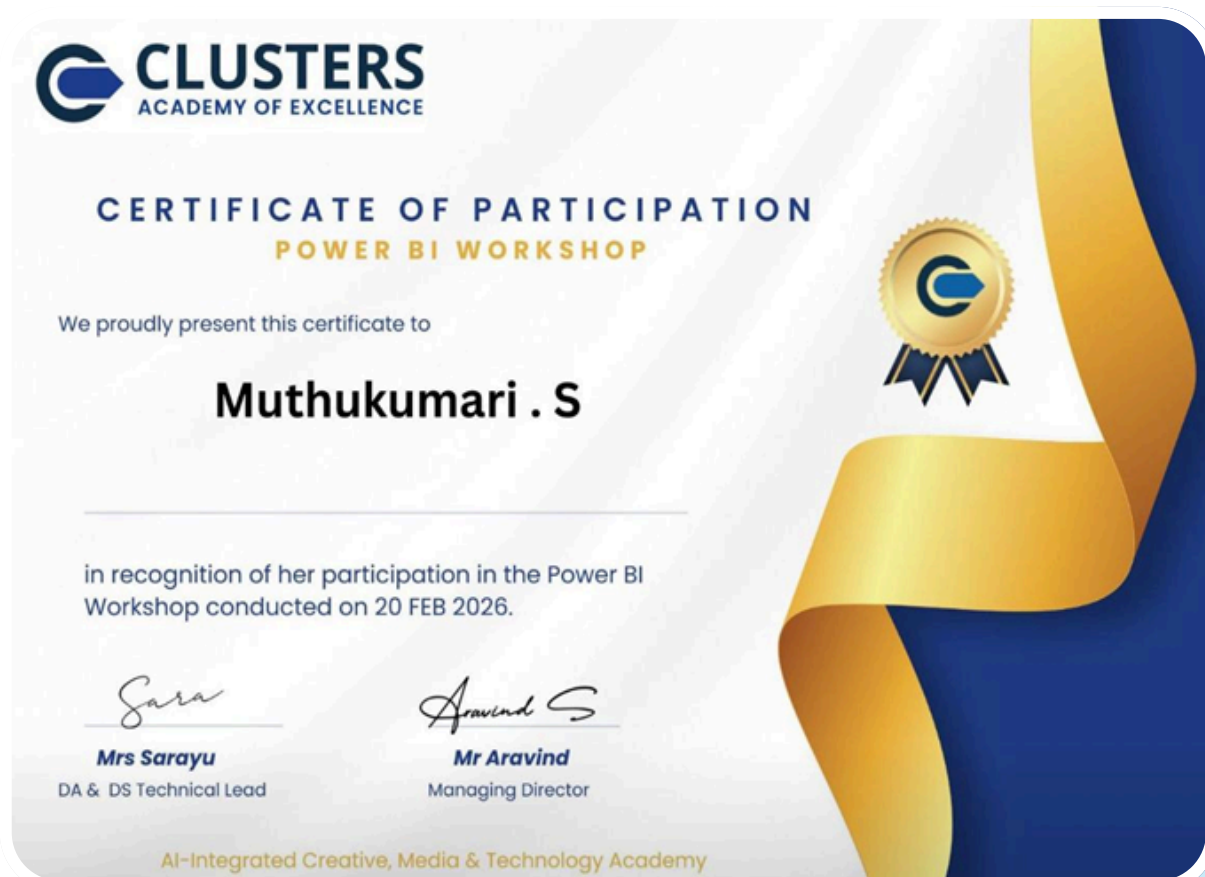 CLUSTERS
ACADEMY OF EXCELLENCE
CERTIFICATE OF PARTICIPATION
POWER BI WORKSHOP
We proudly present this certificate to
Muthukumari . S
in recognition of her participation in the Power BI
Workshop conducted on 20 FEB 2026.
Sara
Aravind S
Mrs Sarayu
Mr Aravind
DA & DS Technical Lead
Managing Director
AI-Integrated Creative, Media & Technology Academy